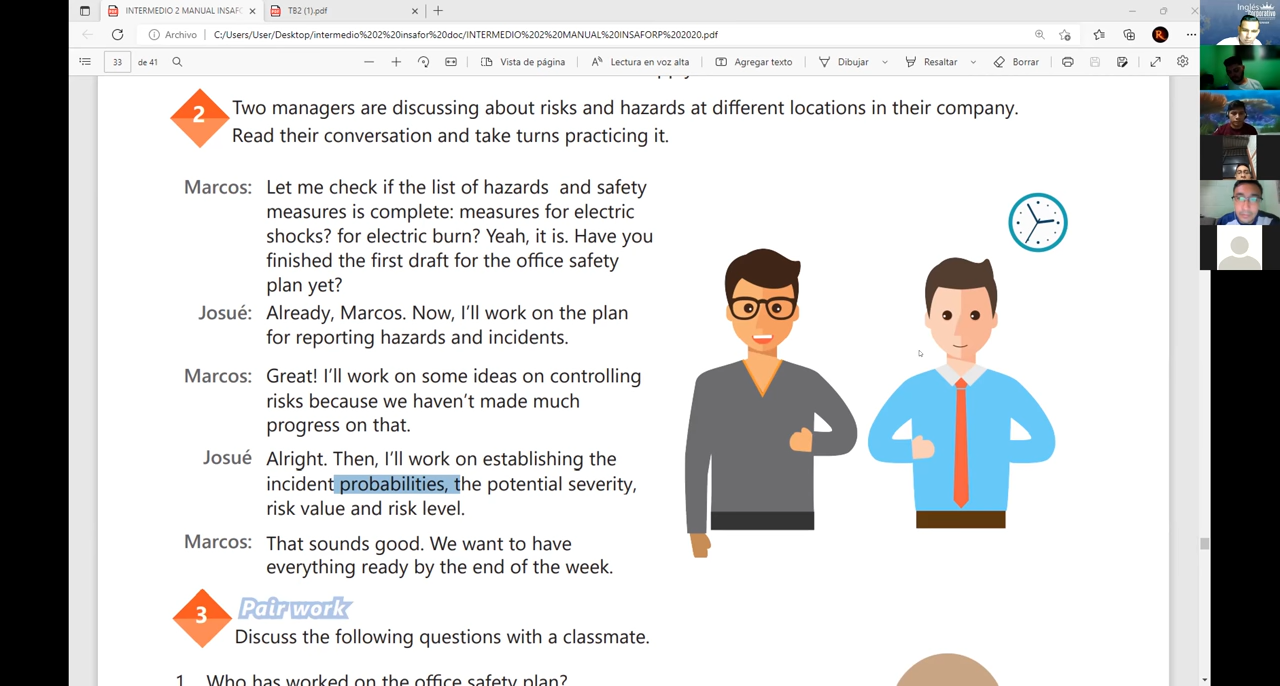 INTERMEDIO 2 MANUAL INSAFOR
TB2 (1).pdf
Archivo
C:/Users/User/Desktop/intermedio%202%20insafor%20doc/INTERMEDIO%202%20MANUAL%20INSAFORP%202020.pdf
33 de 41
Vista de página
Lectura en voz alta
Agregar texto
Dibujar
Resaltar
Borrar
R
Inglés
Corporativo
2 Two managers are discussing about risks and hazards at different locations in their company.
Read their conversation and take turns practicing it.
Marcos: Let me check if the list of hazards and safety
measures is complete: measures for electric
shocks? for electric burn? Yeah, it is. Have you
finished the first draft for the office safety
plan yet?
Josué: Already, Marcos. Now, I'll work on the plan
for reporting hazards and incidents.
Marcos: Great! I'll work on some ideas on controlling
risks because we haven't made much
progress on that.
Josué Alright. Then, I'll work on establishing the
incident probabilities, the potential severity,
risk value and risk level.
Marcos: That sounds good. We want to have
everything ready by the end of the week.
3 Pair work
Discuss the following questions with a classmate.
1. Who has worked on the office safety plan?